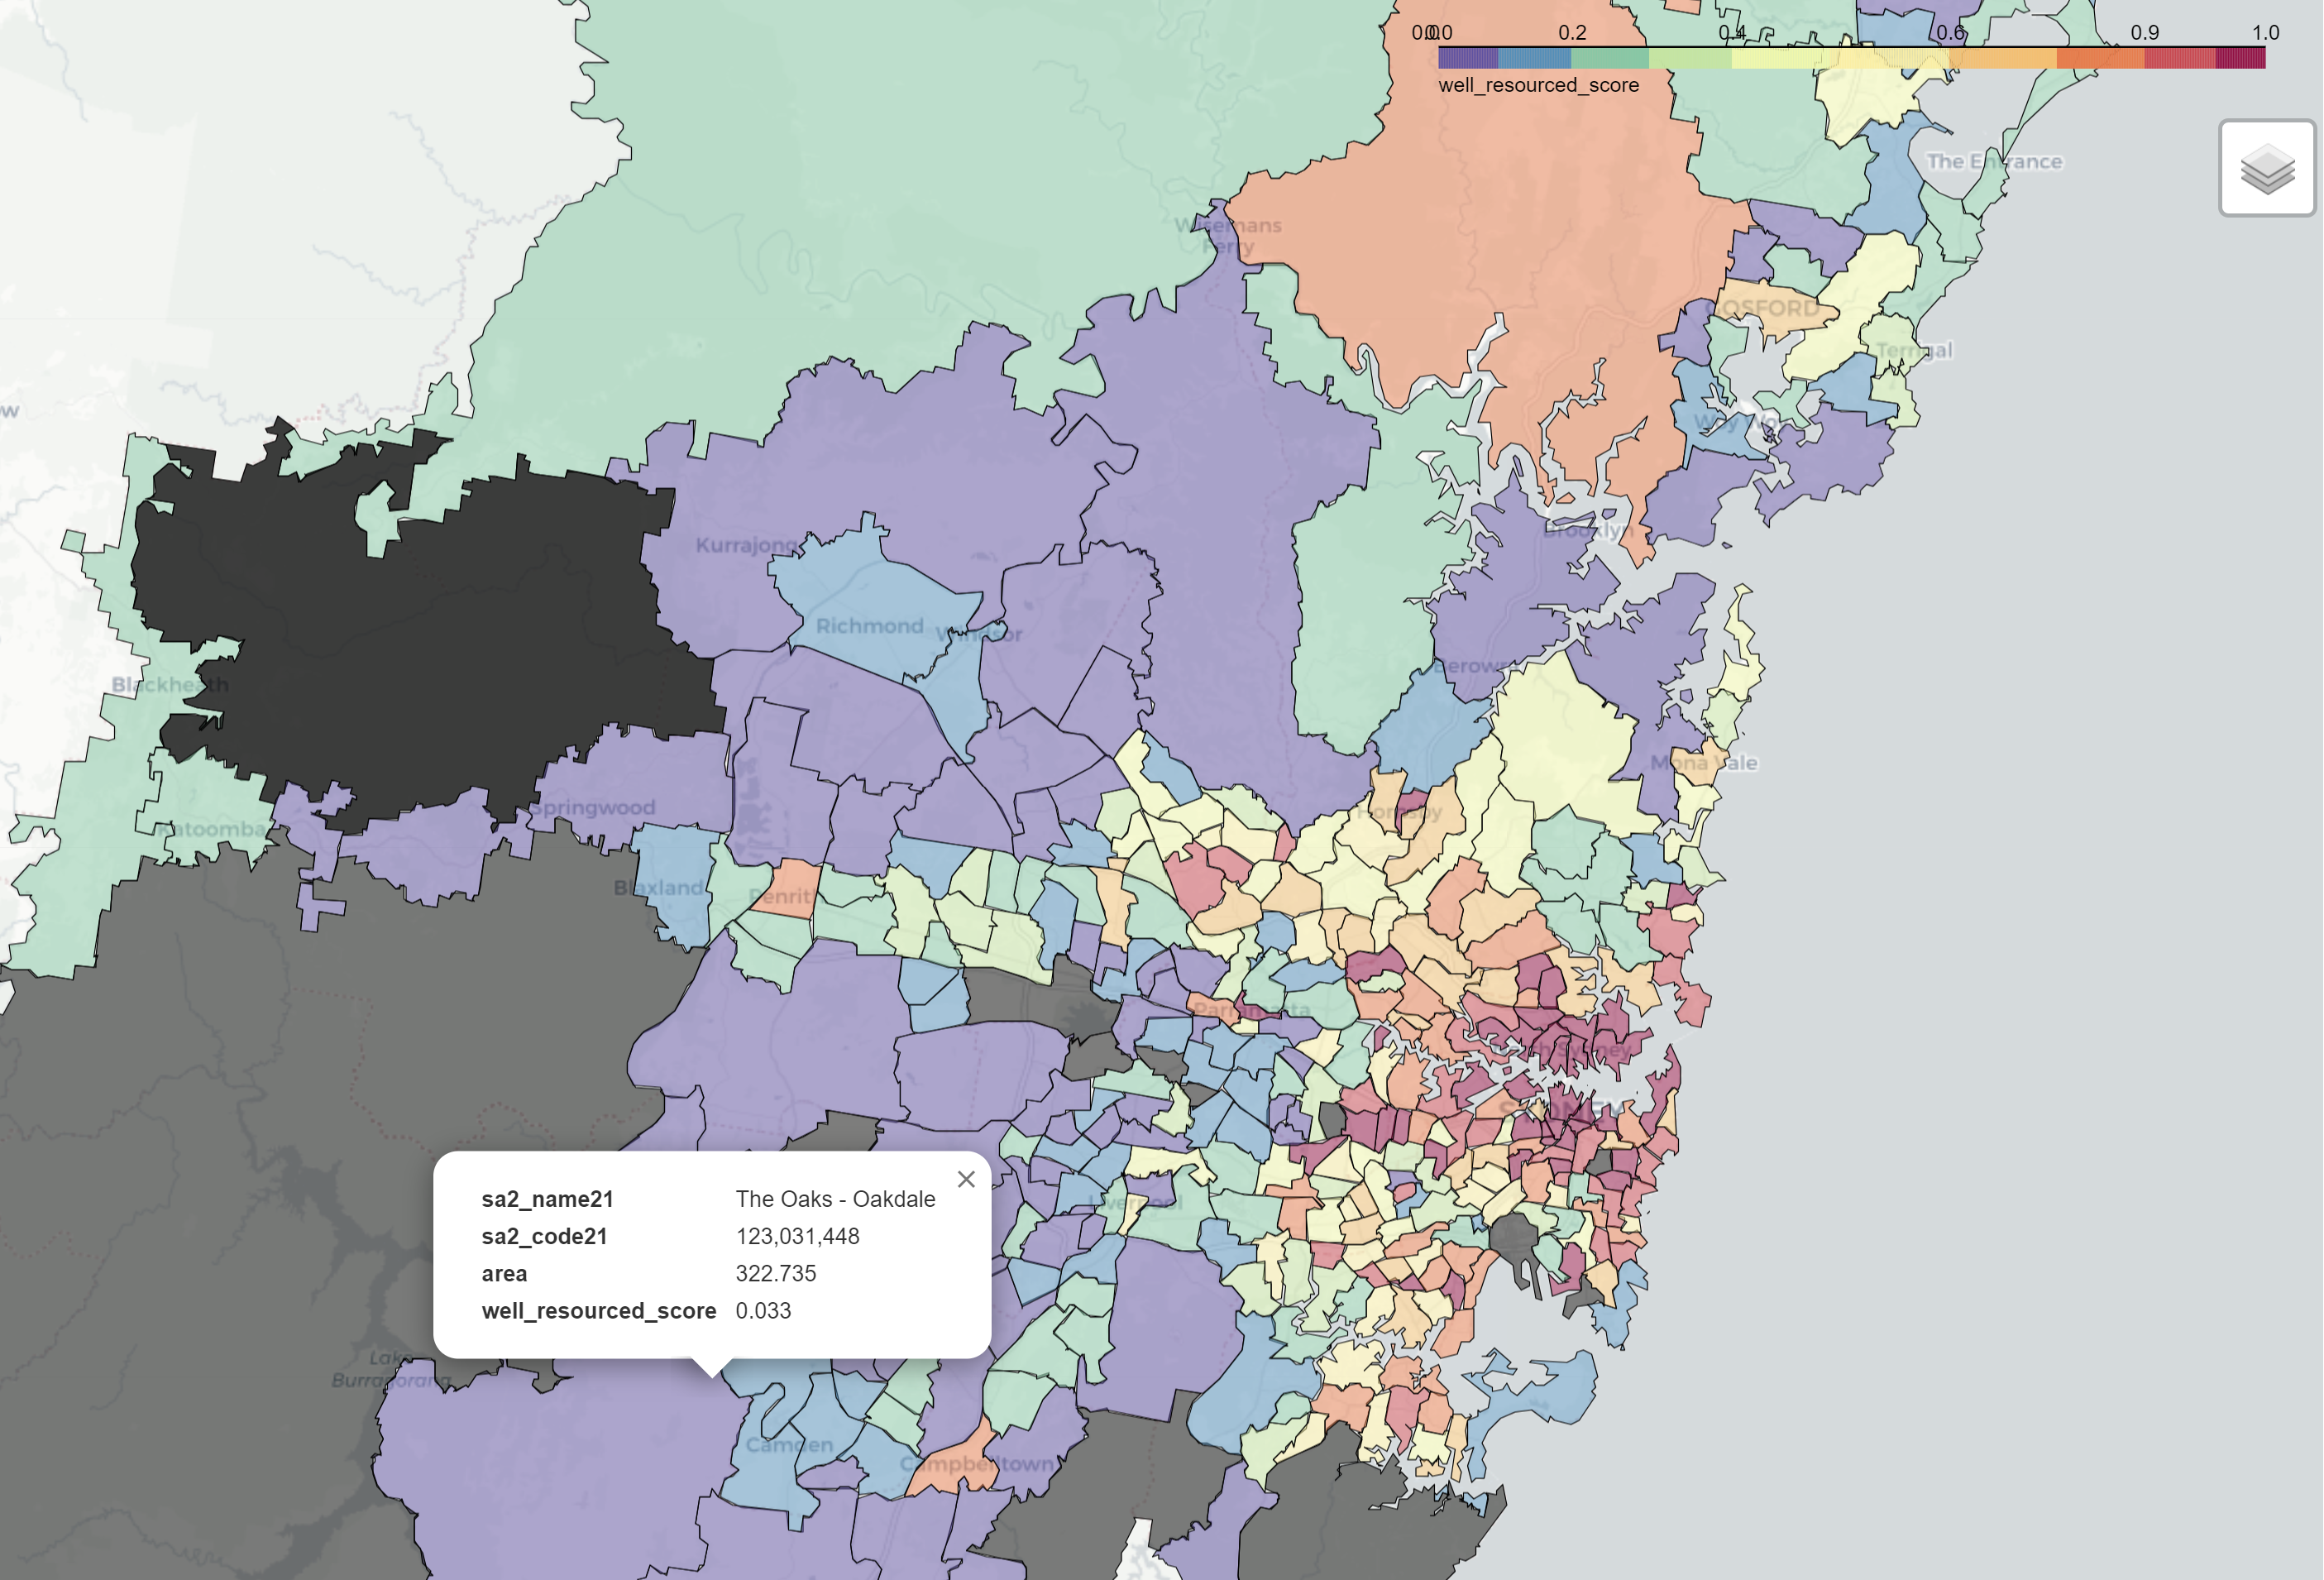 0.0
0.2
0.4
0.6
0.9
1.0
well_resourced_score
The Entrance
Wisemans
Ferry
GOSFORD
Terrigal
Woy Woy
Brooklyn
Kurrajong
Richmond
Windsor
Berowra
Blackheath
Mona Vale
Springwood
Hornsby
Katoomba
Blaxland
Penrith
Parramatta
North Sydney
SYDNEY
Liverpool
sa2_name21 The Oaks - Oakdale
sa2_code21 123,031,448
area 322.735
well_resourced_score 0.033
Lake
Burragorang
Camden
Campbelltown